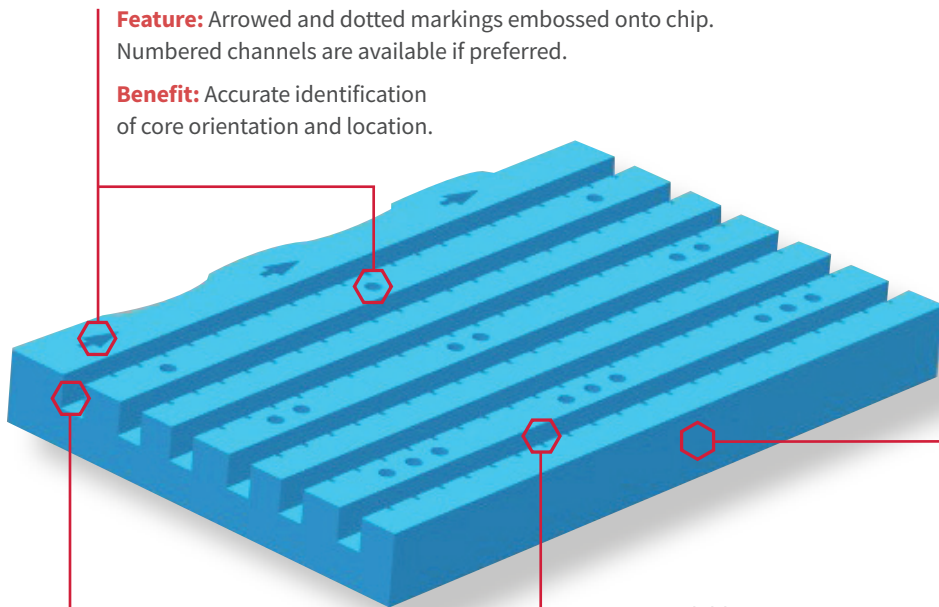 Feature: Arrowed and dotted markings embossed onto chip.
Numbered channels are available if preferred.
Benefit: Accurate identification
of core orientation and location.